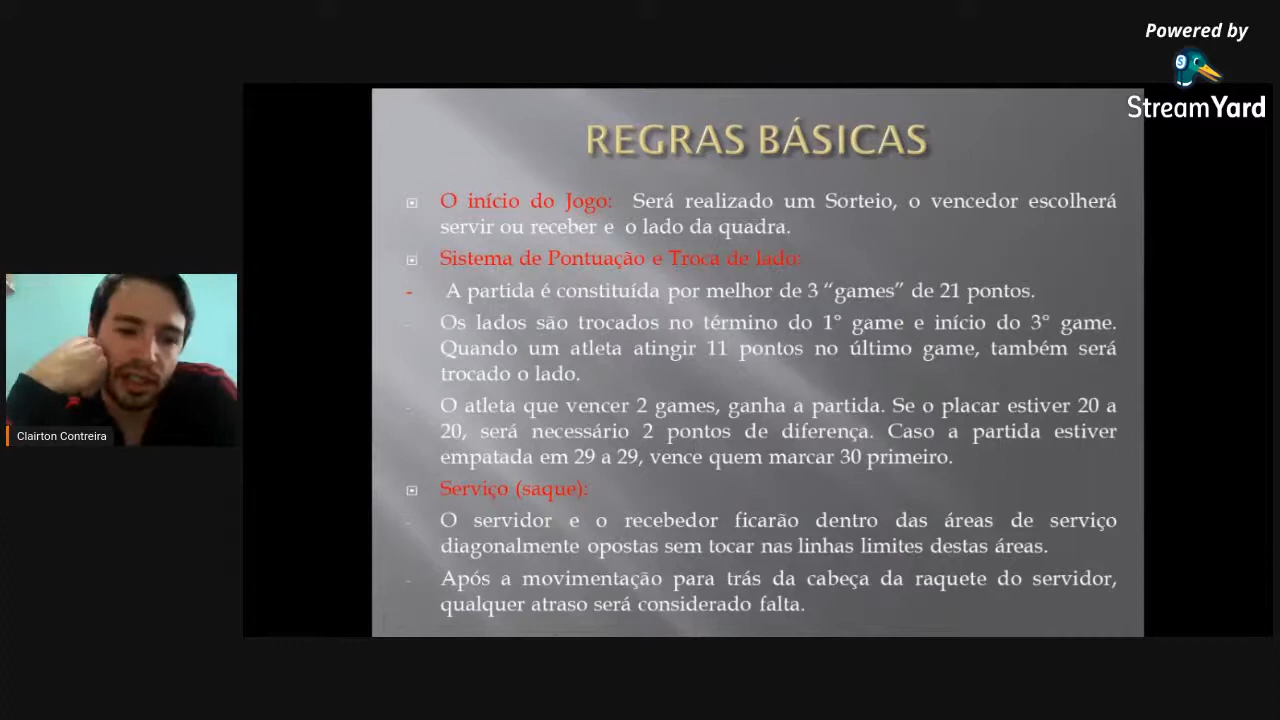 Powered by
StreamYard
REGRAS BÁSICAS
O início do Jogo: Será realizado um Sorteio, o vencedor escolherá
servir ou receber e o lado da quadra.
Sistema de Pontuação e Troca de lado:
- A partida é constituída por melhor de 3 “games” de 21 pontos.
- Os lados são trocados no término do 1° game e início do 3° game.
Quando um atleta atingir 11 pontos no último game, também será
trocado o lado.
- O atleta que vencer 2 games, ganha a partida. Se o placar estiver 20 a
20, será necessário 2 pontos de diferença. Caso a partida estiver
empatada em 29 a 29, vence quem marcar 30 primeiro.
Serviço (saque):
- O servidor e o recebedor ficarão dentro das áreas de serviço
diagonalmente opostas sem tocar nas linhas limites destas áreas.
- Após a movimentação para trás da cabeça da raquete do servidor,
qualquer atraso será considerado falta.
Clairton Contreira